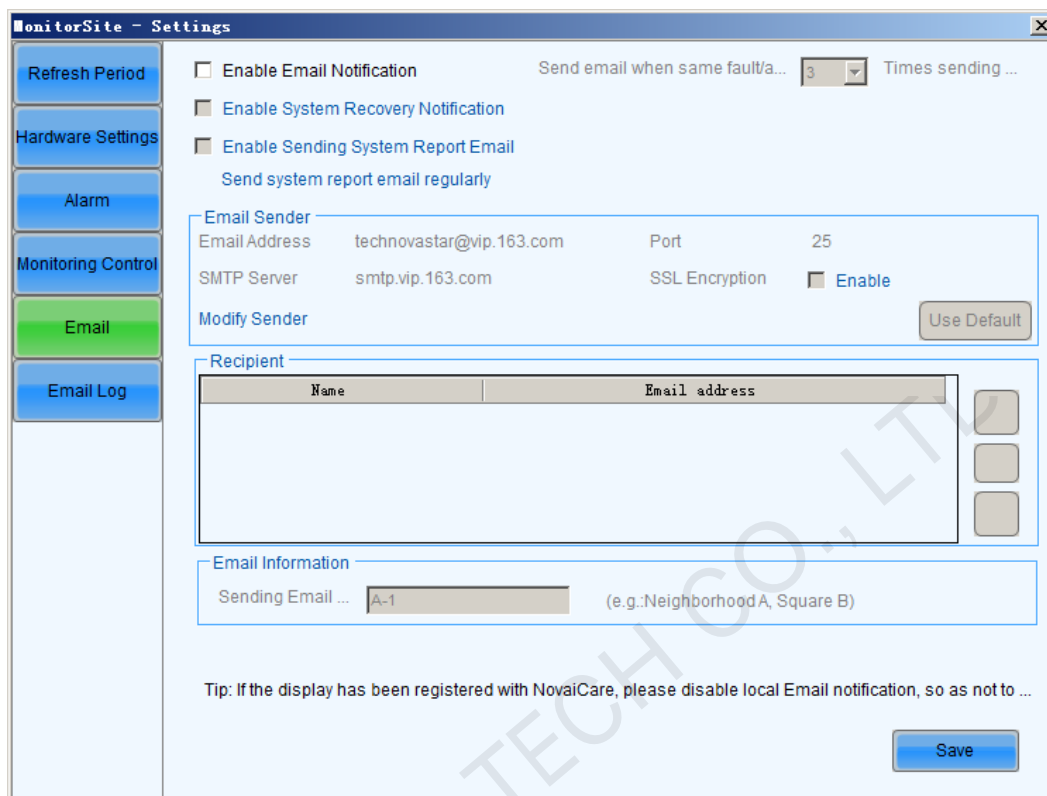 MonitorSite - Settings
Refresh Period
Hardware Settings
Alarm
Monitoring Control
Email
Email Log
Enable Email Notification
Send email when same fault/a... 3 Times sending ...
Enable System Recovery Notification
Enable Sending System Report Email
Send system report email regularly
Email Sender
Email Address technovastar@vip.163.com Port 25
SMTP Server smtp.vip.163.com SSL Encryption Enable
Modify Sender Use Default
Recipient
Name Email address
Email Information
Sending Email ... A-1 (e.g.:Neighborhood A, Square B)
Tip: If the display has been registered with NovaiCare, please disable local Email notification, so as not to ...
Save
TECH CO., LTD